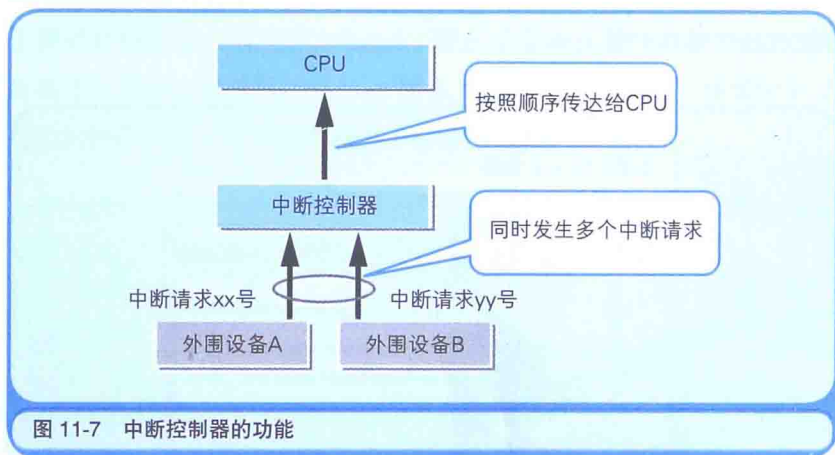 CPU
按照顺序传达给CPU
中断控制器
同时发生多个中断请求
中断请求xx号
中断请求yy号
外围设备A
外围设备B
图 11-7 中断控制器的功能